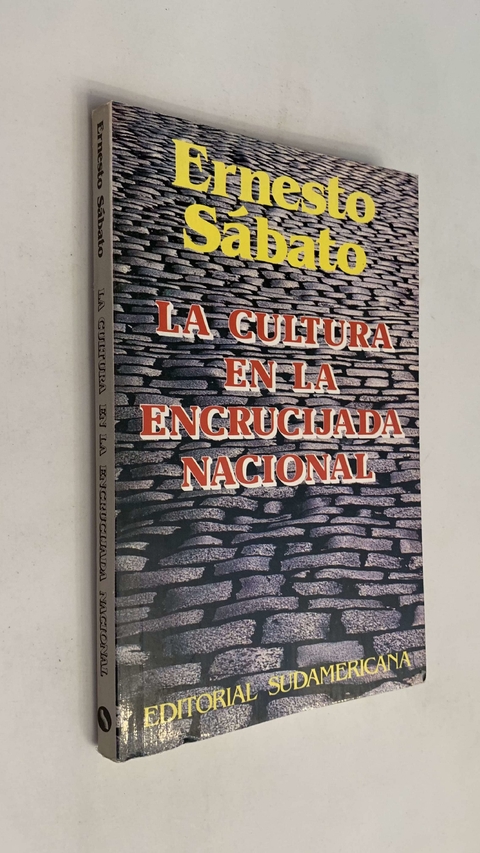 Ernesto
Sábato
LA CULTURA
EN LA
ENCRUCIJADA
NACIONAL
EDITORIAL SUDAMERICANA
Ernesto Sábato LA CULTURA EN LA ENCRUCIJADA NACIONAL